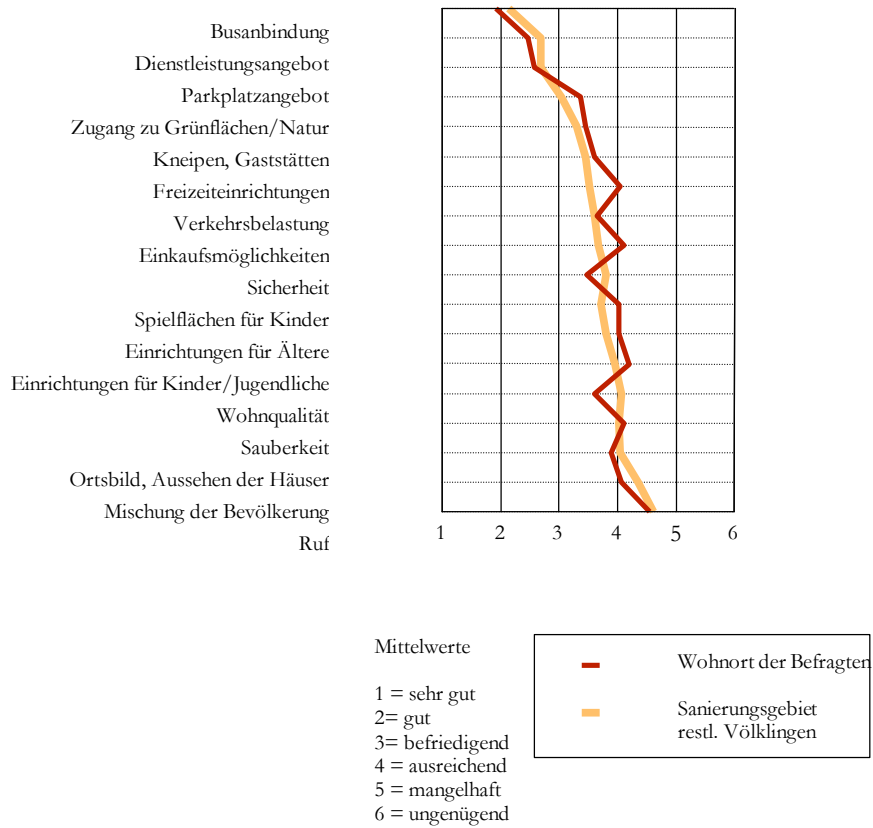 Busanbindung
Dienstleistungsangebot
Parkplatzangebot
Zugang zu Grünflächen/Natur
Kneipen, Gaststätten
Freizeiteinrichtungen
Verkehrsbelastung
Einkaufsmöglichkeiten
Sicherheit
Spielflächen für Kinder
Einrichtungen für Ältere
Einrichtungen für Kinder/Jugendliche
Wohnqualität
Sauberkeit
Ortsbild, Aussehen der Häuser
Mischung der Bevölkerung
Ruf
1 2 3 4 5 6
Mittelwerte
1 = sehr gut
2= gut
3= befriedigend
4 = ausreichend
5 = mangelhaft
6 = ungenügend
Wohnort der Befragten
Sanierungsgebiet
restl. Völklingen